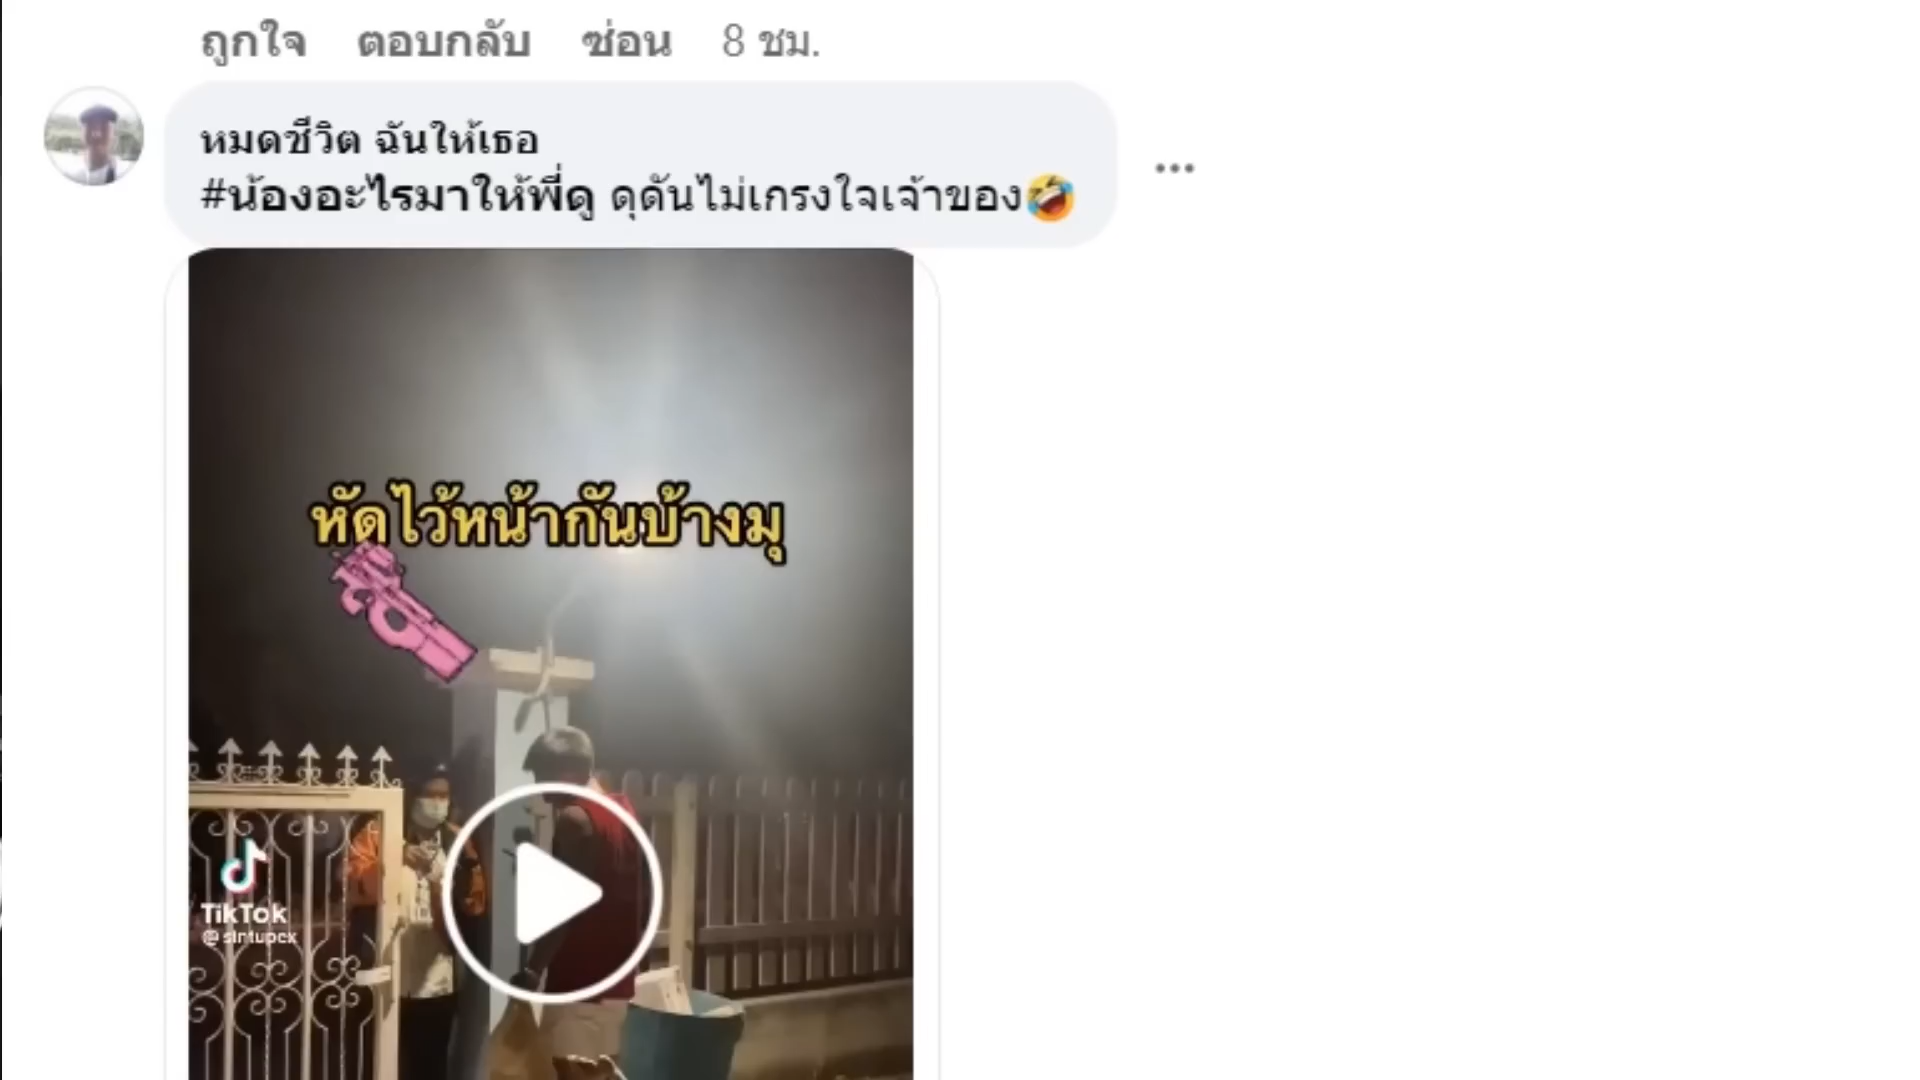 ถูกใจ ตอบกลับ ซ่อน 8 ชม.
หมดชีวิต ฉันให้เธอ
#น้องอะไรมาให้พี่ดู ดุดันไม่เกรงใจเจ้าของ🤣
หัดไว้หน้ากันบ้างมุ
TikTok
@sintupcx